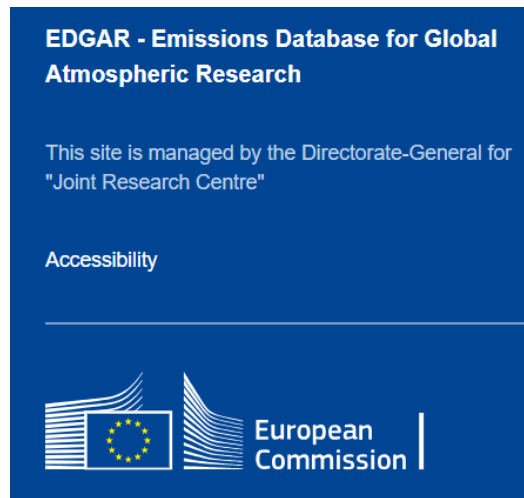 EDGAR - Emissions Database for Global
Atmospheric Research
This site is managed by the Directorate-General for
"Joint Research Centre"
Accessibility
European
Commission